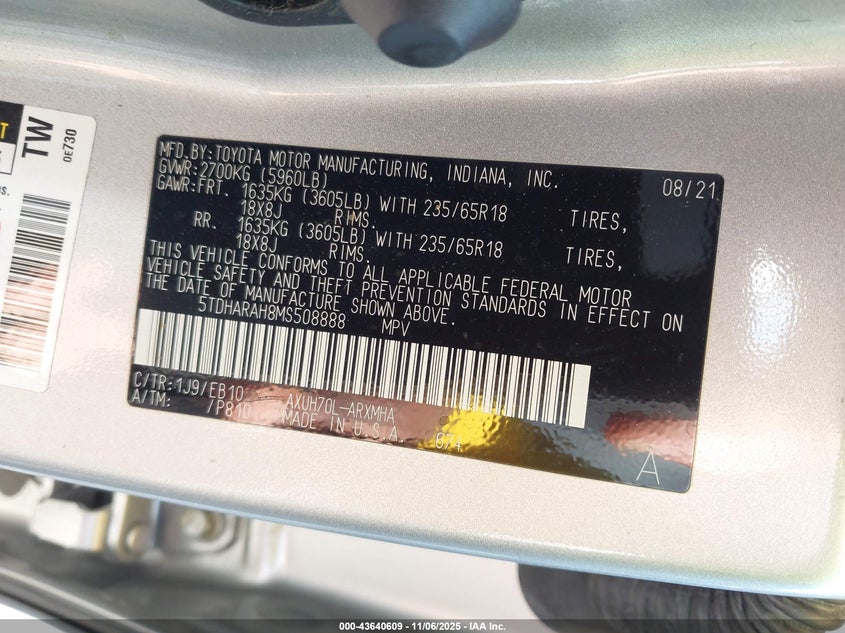 T
TW
0E730
ns.
MFD.BY:TOYOTA MOTOR MANUFACTURING, INDIANA, INC. 08/21
GVWR:2700KG (5960LB)
GAWR:FRT. 1635KG (3605LB) WITH 235/65R18 TIRES,
18X8J RIMS.
RR. 1635KG (3605LB) WITH 235/65R18 TIRES,
18X8J RIMS.
THIS VEHICLE CONFORMS TO ALL APPLICABLE FEDERAL MOTOR
VEHICLE SAFETY AND THEFT PREVENTION STANDARDS IN EFFECT ON
THE DATE OF MANUFACTURE SHOWN ABOVE.
5TDHARAH8MS508888 MPV
C/TR:1J9/EB10 AXUH70L-ARXMHA
A/TM: /P810 MADE IN U.S.A. 074
A
000-43640609 - 11/06/2025 - IAA Inc.